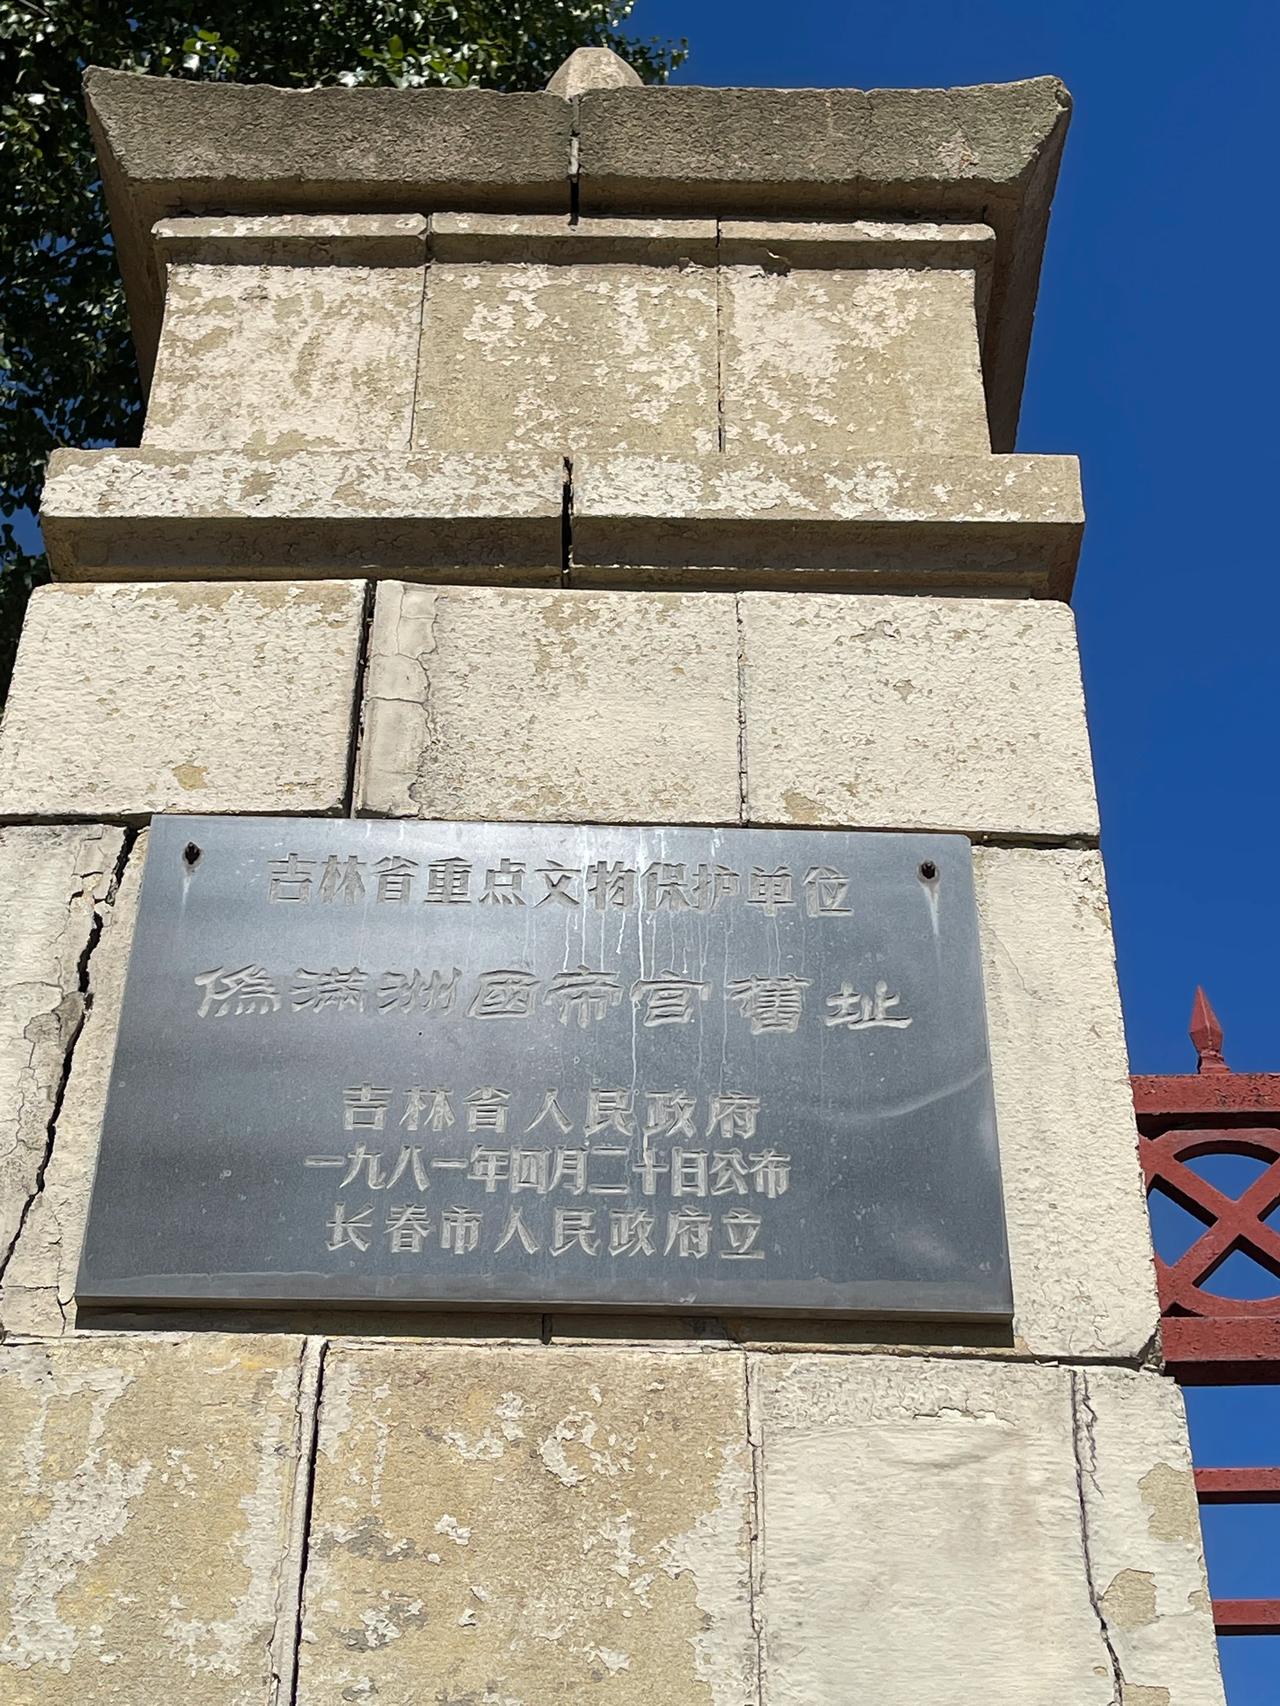 吉林省重点文物保护单位
偽满洲國帝宫舊址
吉林省人民政府
一九八一年四月二十日公布
长春市人民政府立